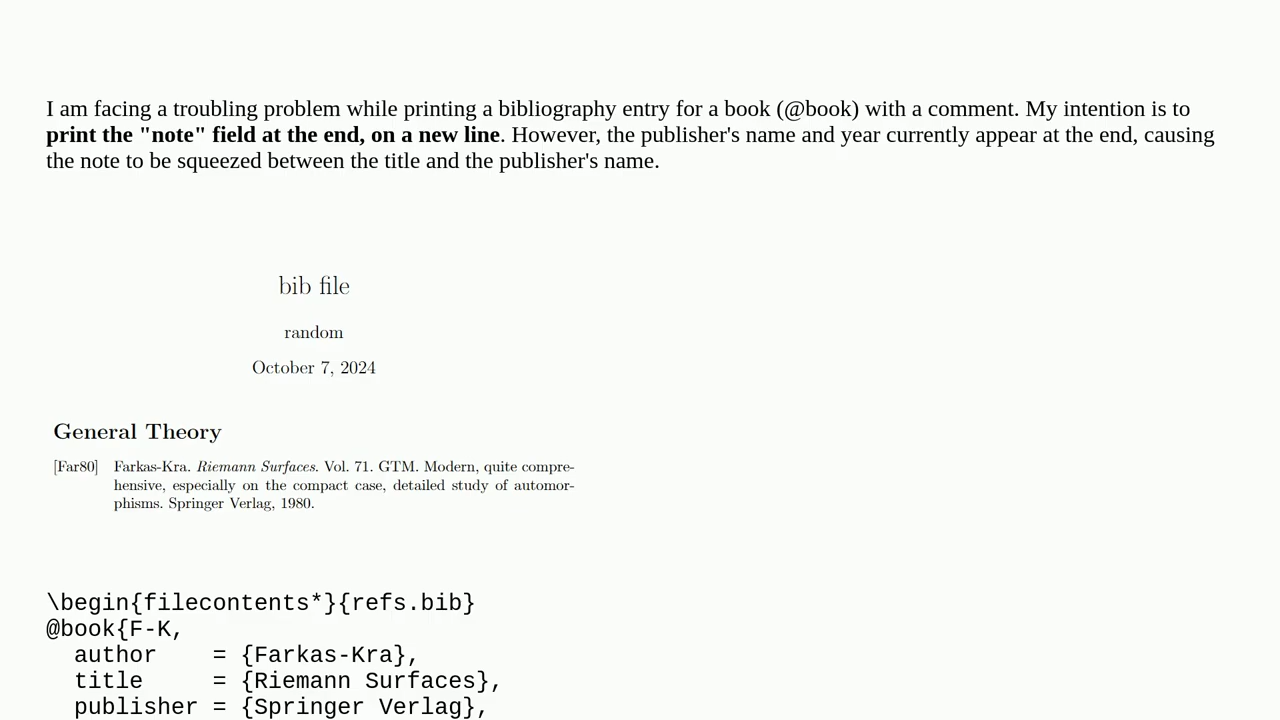 I am facing a troubling problem while printing a bibliography entry for a book (@book) with a comment. My intention is to
print the "note" field at the end, on a new line. However, the publisher's name and year currently appear at the end, causing
the note to be squeezed between the title and the publisher's name.
bib file
random
October 7, 2024
General Theory
[Far80] Farkas-Kra. Riemann Surfaces. Vol. 71. GTM. Modern, quite compre-
hensive, especially on the compact case, detailed study of automor-
phisms. Springer Verlag, 1980.
\begin{filecontents*}{refs.bib}
@book{F-K,
  author    = {Farkas-Kra},
  title     = {Riemann Surfaces},
  publisher = {Springer Verlag},